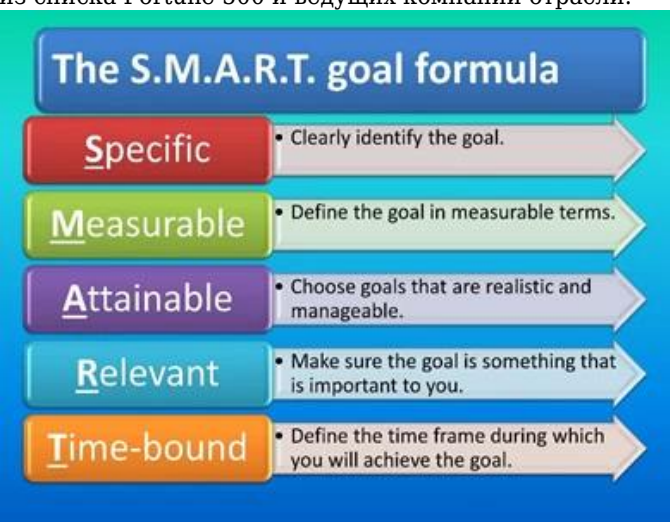 из списка Fortune 500 и ведущих компаний отрасли.
The S.M.A.R.T. goal formula
Specific
• Clearly identify the goal.
Measurable
• Define the goal in measurable terms.
Attainable
• Choose goals that are realistic and
manageable.
Relevant
• Make sure the goal is something that
is important to you.
Time-bound
• Define the time frame during which
you will achieve the goal.